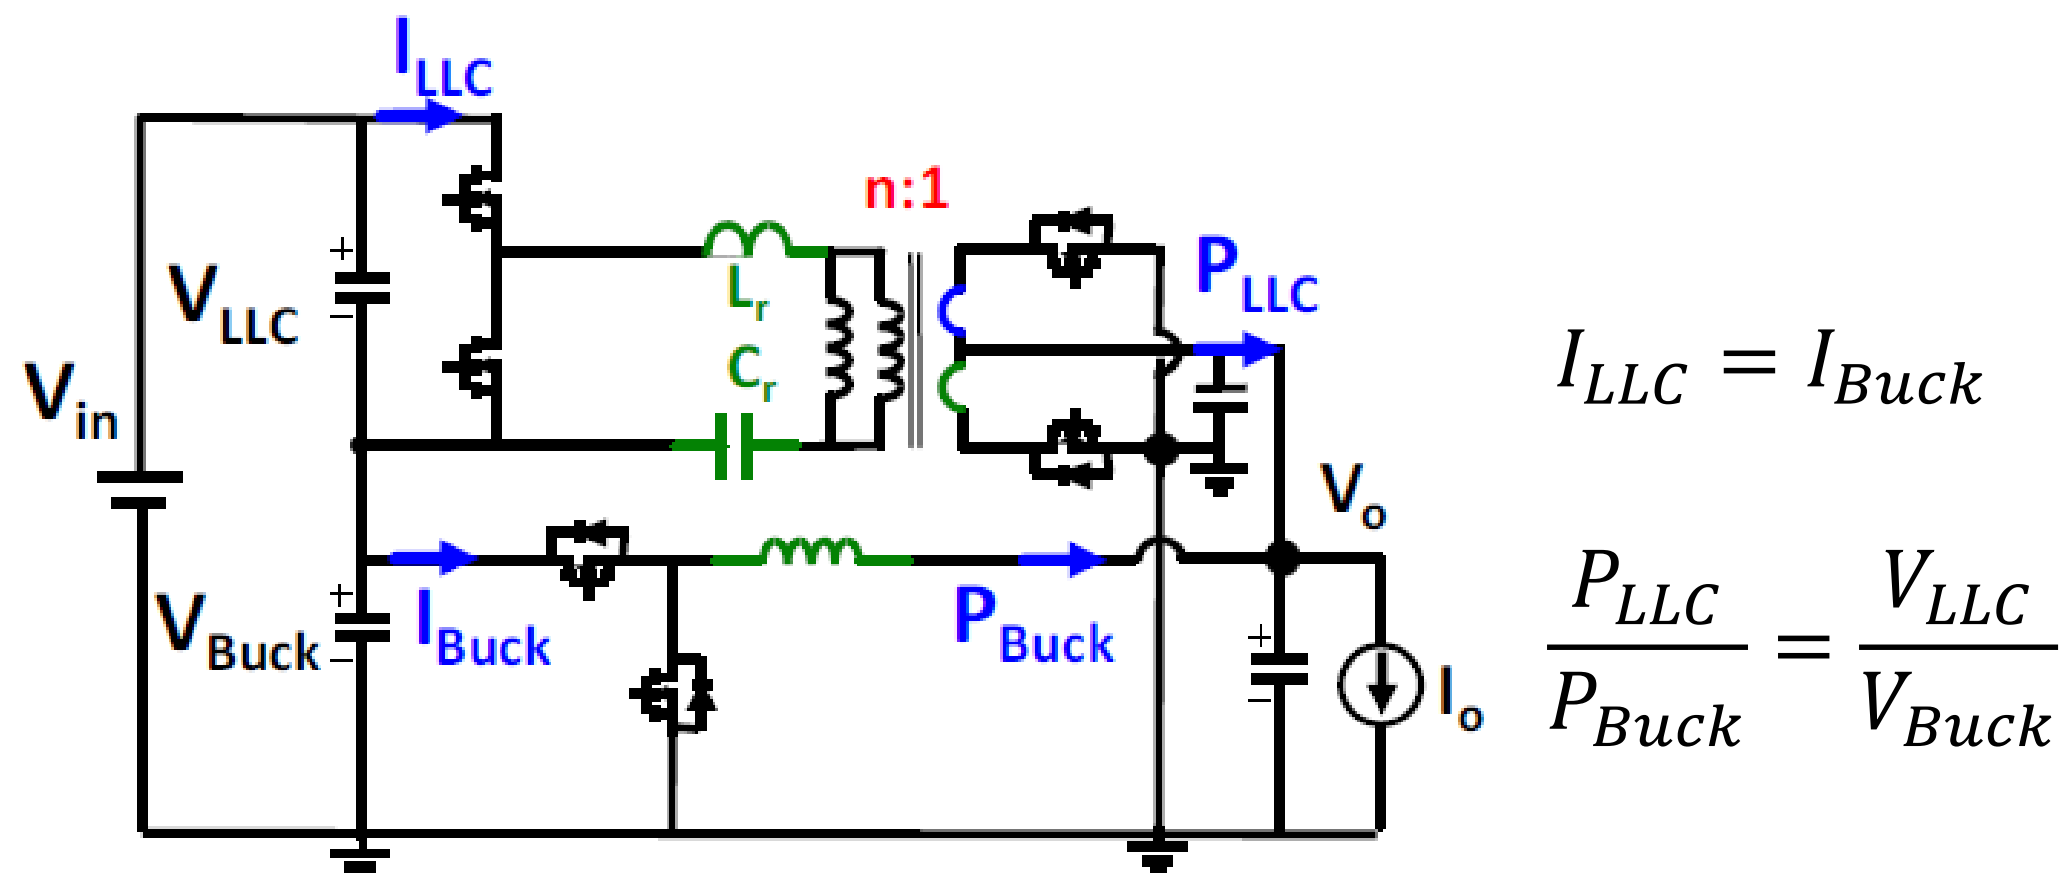 I_LLC
n:1
+
V_LLC
−
L_r
P_LLC
C_r
V_in
I_LLC = I_Buck
V_o
+
V_Buck
−
I_Buck
P_Buck
+
−
I_o
P_LLC / P_Buck = V_LLC / V_Buck